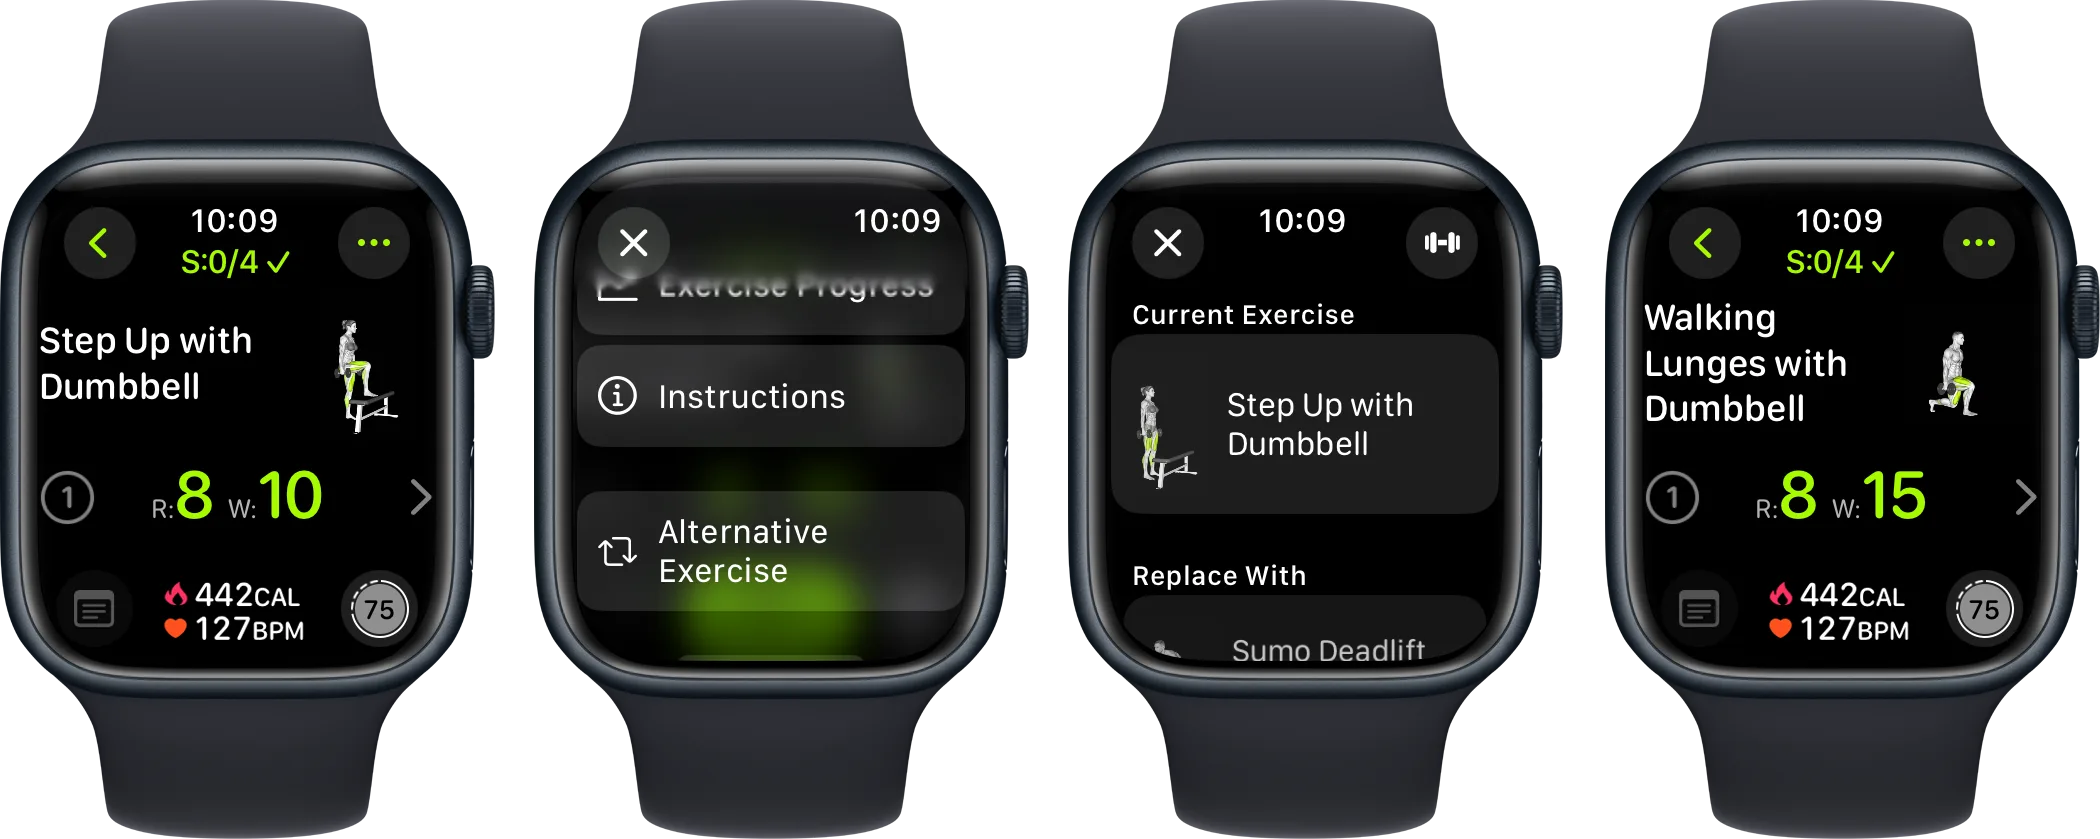 10:09
S:0/4 ✓
Step Up with
Dumbbell
1
R:8 W:10
442CAL
127BPM
75
10:09
Exercise Progress
Instructions
Alternative
Exercise
10:09
Current Exercise
Step Up with
Dumbbell
Replace With
Sumo Deadlift
10:09
S:0/4 ✓
Walking
Lunges with
Dumbbell
1
R:8 W:15
442CAL
127BPM
75